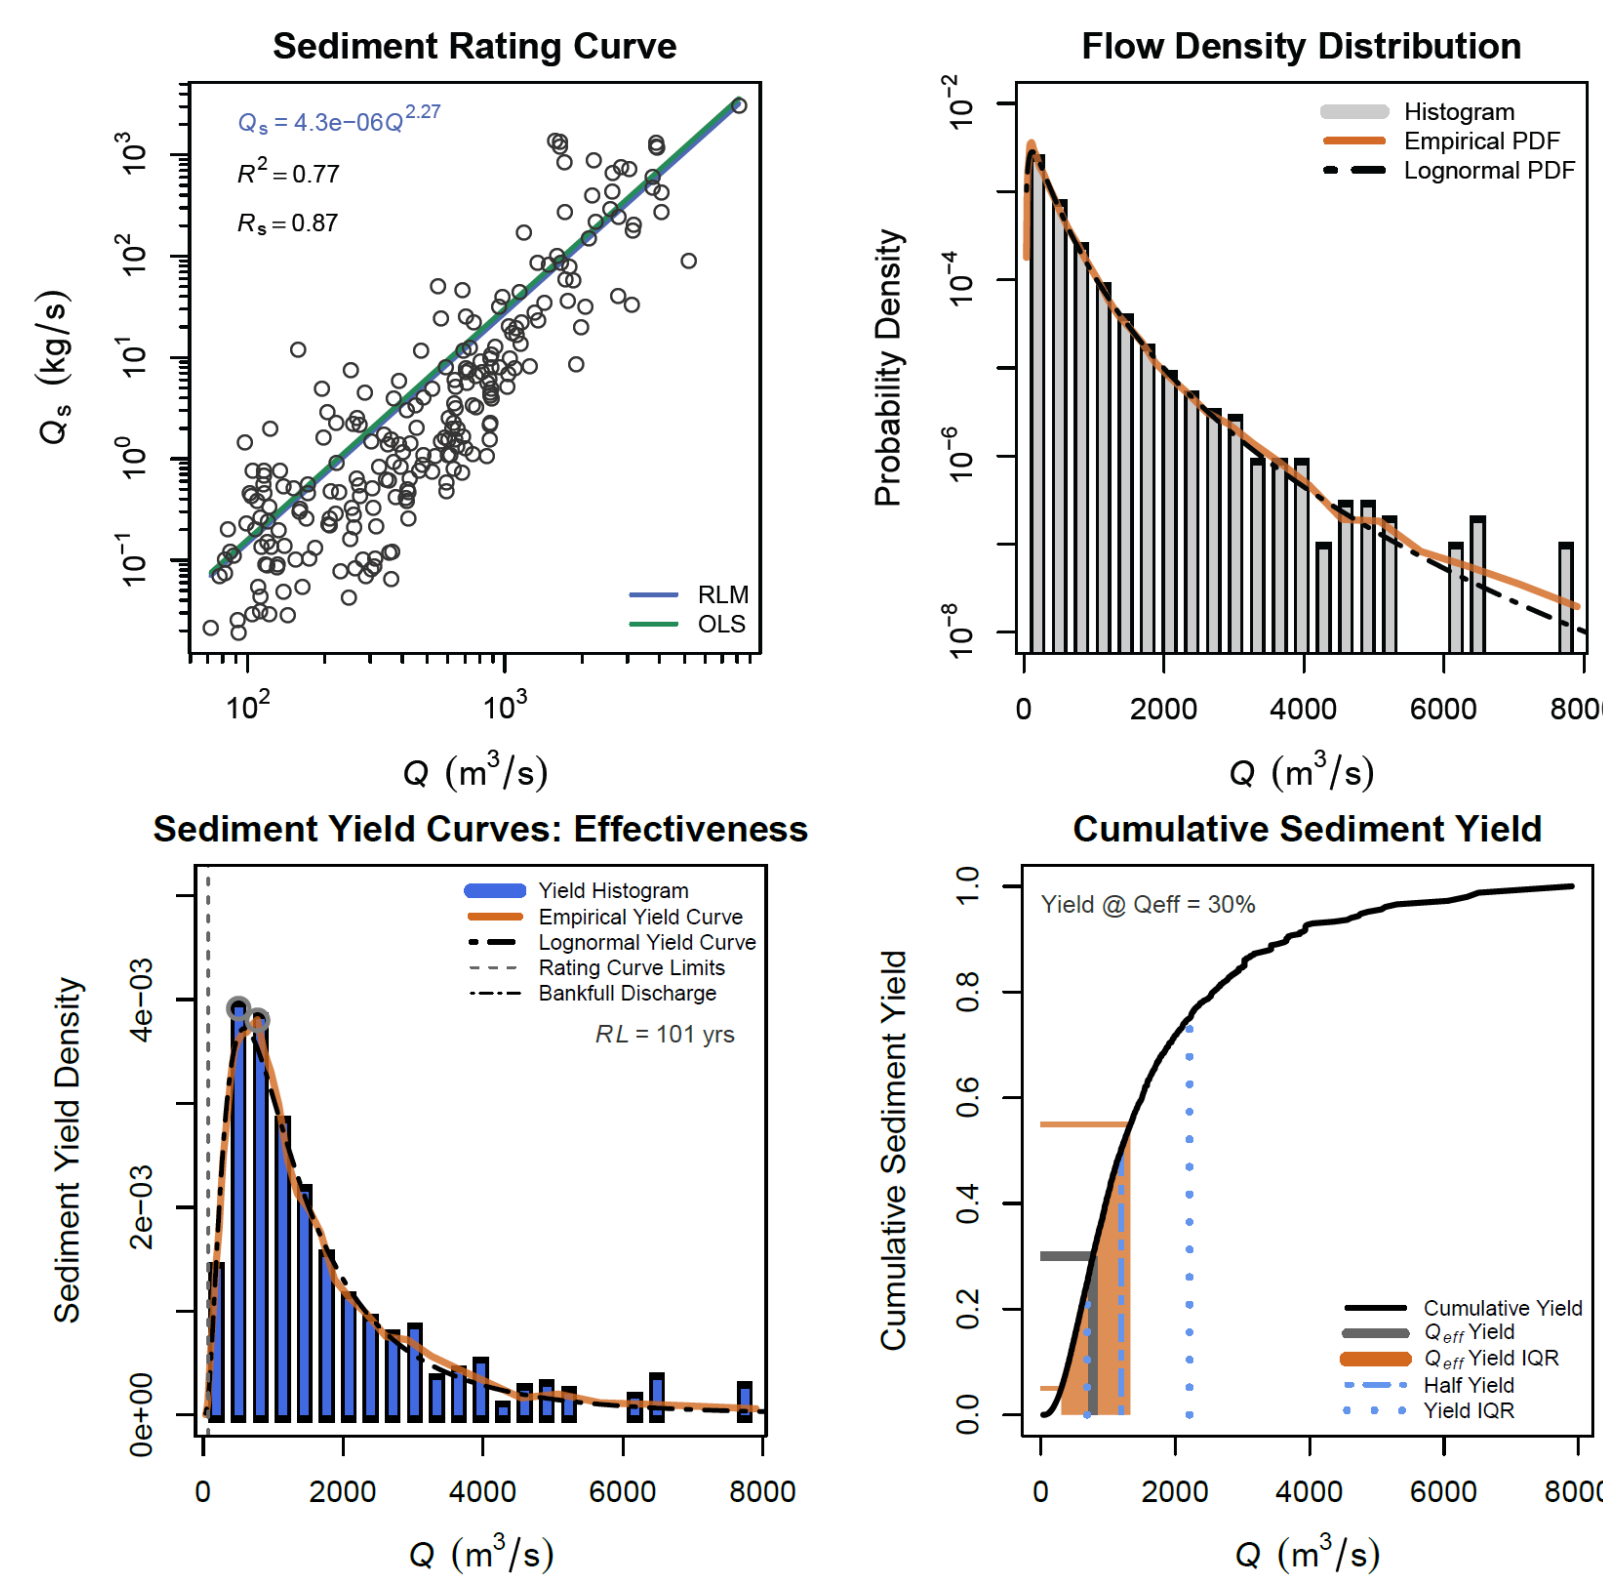 Sediment Rating Curve
Qs = 4.3e−06Q^2.27
R^2 = 0.77
Rs = 0.87
RLM
OLS
10^3
10^2
10^1
10^0
10^−1
Qs (kg/s)
10^2 10^3
Q (m^3/s)
Flow Density Distribution
Histogram
Empirical PDF
Lognormal PDF
10^−2
10^−4
10^−6
10^−8
Probability Density
0 2000 4000 6000 8000
Q (m^3/s)
Sediment Yield Curves: Effectiveness
Yield Histogram
Empirical Yield Curve
Lognormal Yield Curve
Rating Curve Limits
Bankfull Discharge
RL = 101 yrs
4e−03
2e−03
0e+00
Sediment Yield Density
0 2000 4000 6000 8000
Q (m^3/s)
Cumulative Sediment Yield
Yield @ Qeff = 30%
Cumulative Yield
Qeff Yield
Qeff Yield IQR
Half Yield
Yield IQR
1.0
0.8
0.6
0.4
0.2
0.0
Cumulative Sediment Yield
0 2000 4000 6000 8000
Q (m^3/s)